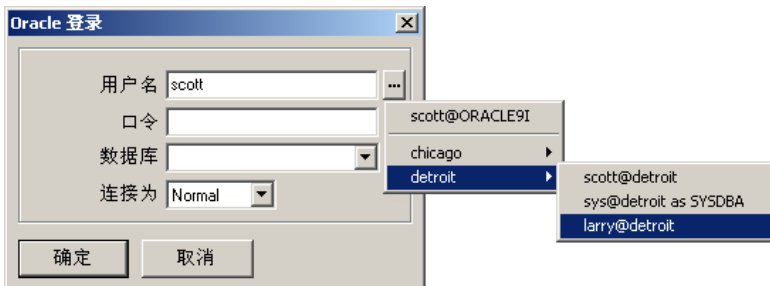 Oracle 登录
用户名 scott ...
口令
数据库
连接为 Normal
确定 取消
scott@ORACLE9I
chicago
detroit
scott@detroit
sys@detroit as SYSDBA
larry@detroit